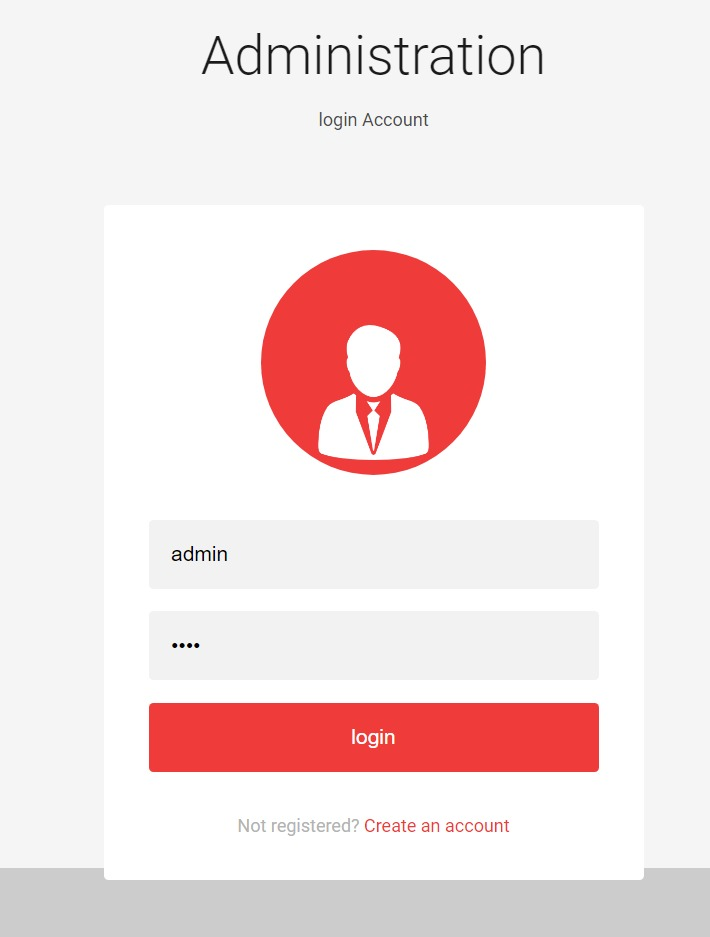 Administration
login Account
admin
••••
login
Not registered? Create an account